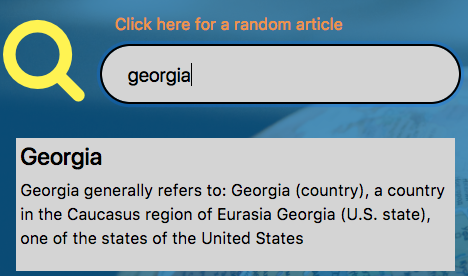 Click here for a random article
georgia
Georgia
Georgia generally refers to: Georgia (country), a country
in the Caucasus region of Eurasia Georgia (U.S. state),
one of the states of the United States